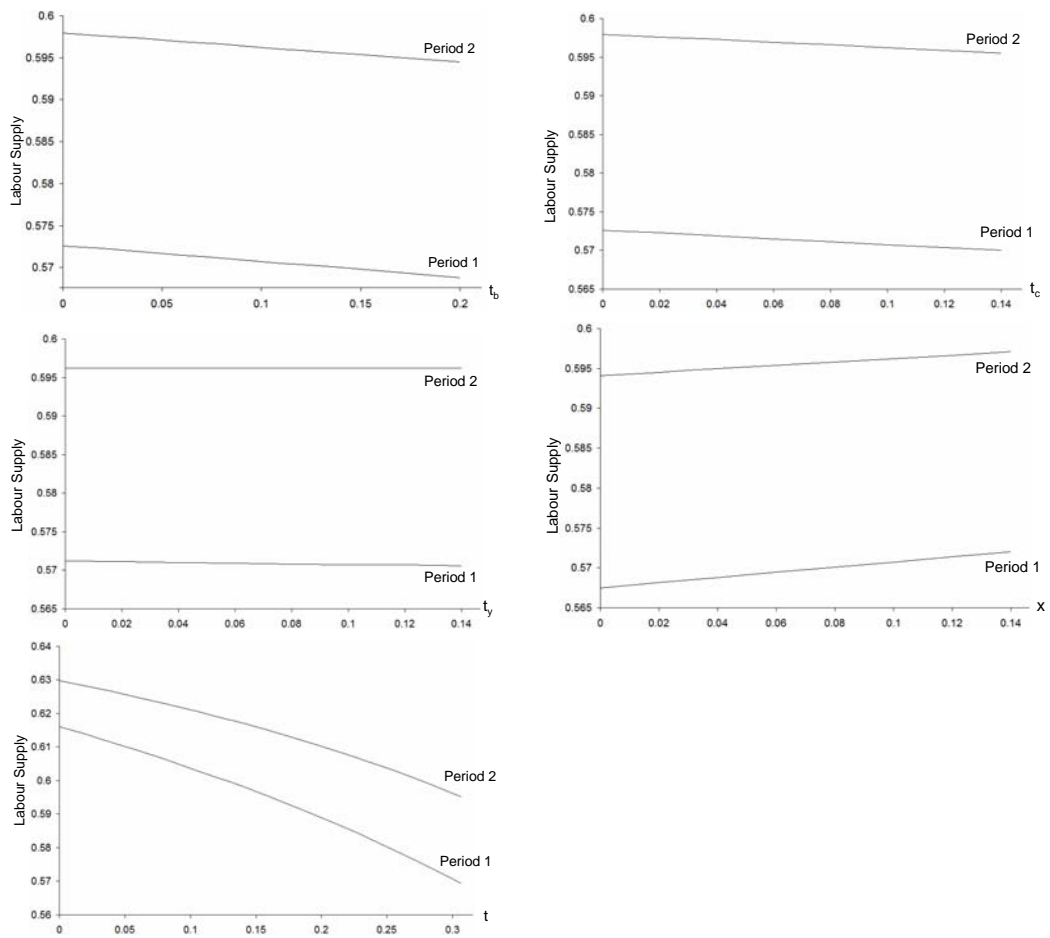 0.6
0.595
0.59
0.585
0.58
0.575
0.57
Labour Supply
Period 2
Period 1
0 0.05 0.1 0.15 0.2 t_b
0.6
0.595
0.59
0.585
0.58
0.575
0.57
0.565
Labour Supply
Period 2
Period 1
0 0.02 0.04 0.06 0.08 0.1 0.12 0.14 t_c
0.6
0.595
0.59
0.585
0.58
0.575
0.57
0.565
Labour Supply
Period 2
Period 1
0 0.02 0.04 0.06 0.08 0.1 0.12 0.14 t_y
0.6
0.595
0.59
0.585
0.58
0.575
0.57
0.565
Labour Supply
Period 2
Period 1
0 0.02 0.04 0.06 0.08 0.1 0.12 0.14 x
0.64
0.63
0.62
0.61
0.6
0.59
0.58
0.57
0.56
Labour Supply
Period 2
Period 1
0 0.05 0.1 0.15 0.2 0.25 0.3 t